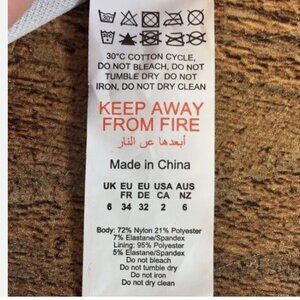 30°C COTTON CYCLE,
DO NOT BLEACH, DO NOT
TUMBLE DRY DO NOT
IRON, DO NOT DRY CLEAN
KEEP AWAY
FROM FIRE
أبعدها عن النار
Made in China
UK EU EU USA AUS
FR DE CA NZ
6 34 32 2 6
Body: 72% Nylon 21% Polyester
7% Elastane/Spandex
Lining: 95% Polyester
5% Elastane/Spandex
Do not bleach
Do not tumble dry
Do not iron
Do not dry clean